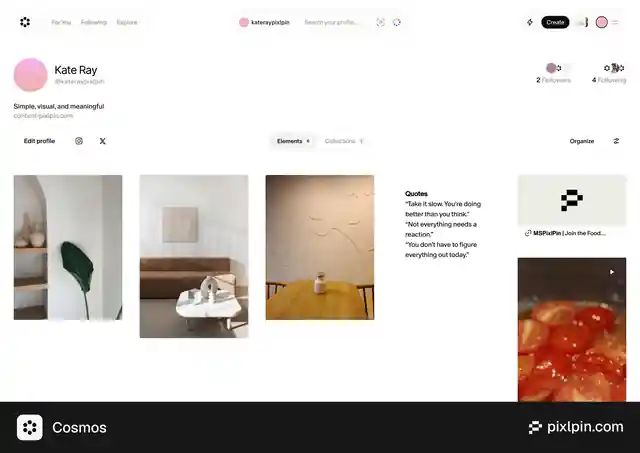 For You
Following
Explore
kateraypixlpin
Search your profile...
Create
Kate Ray
@kateraypixlpin
2 Followers
4 Following
Simple, visual, and meaningful
content-pixlpin.com
Edit profile
Elements
Collections
Organize
Quotes
“Take it slow. You're doing
better than you think.”
“Not everything needs a
reaction.”
“You don't have to figure
everything out today.”
MSPixlPin | Join the Food...
Cosmos
pixlpin.com